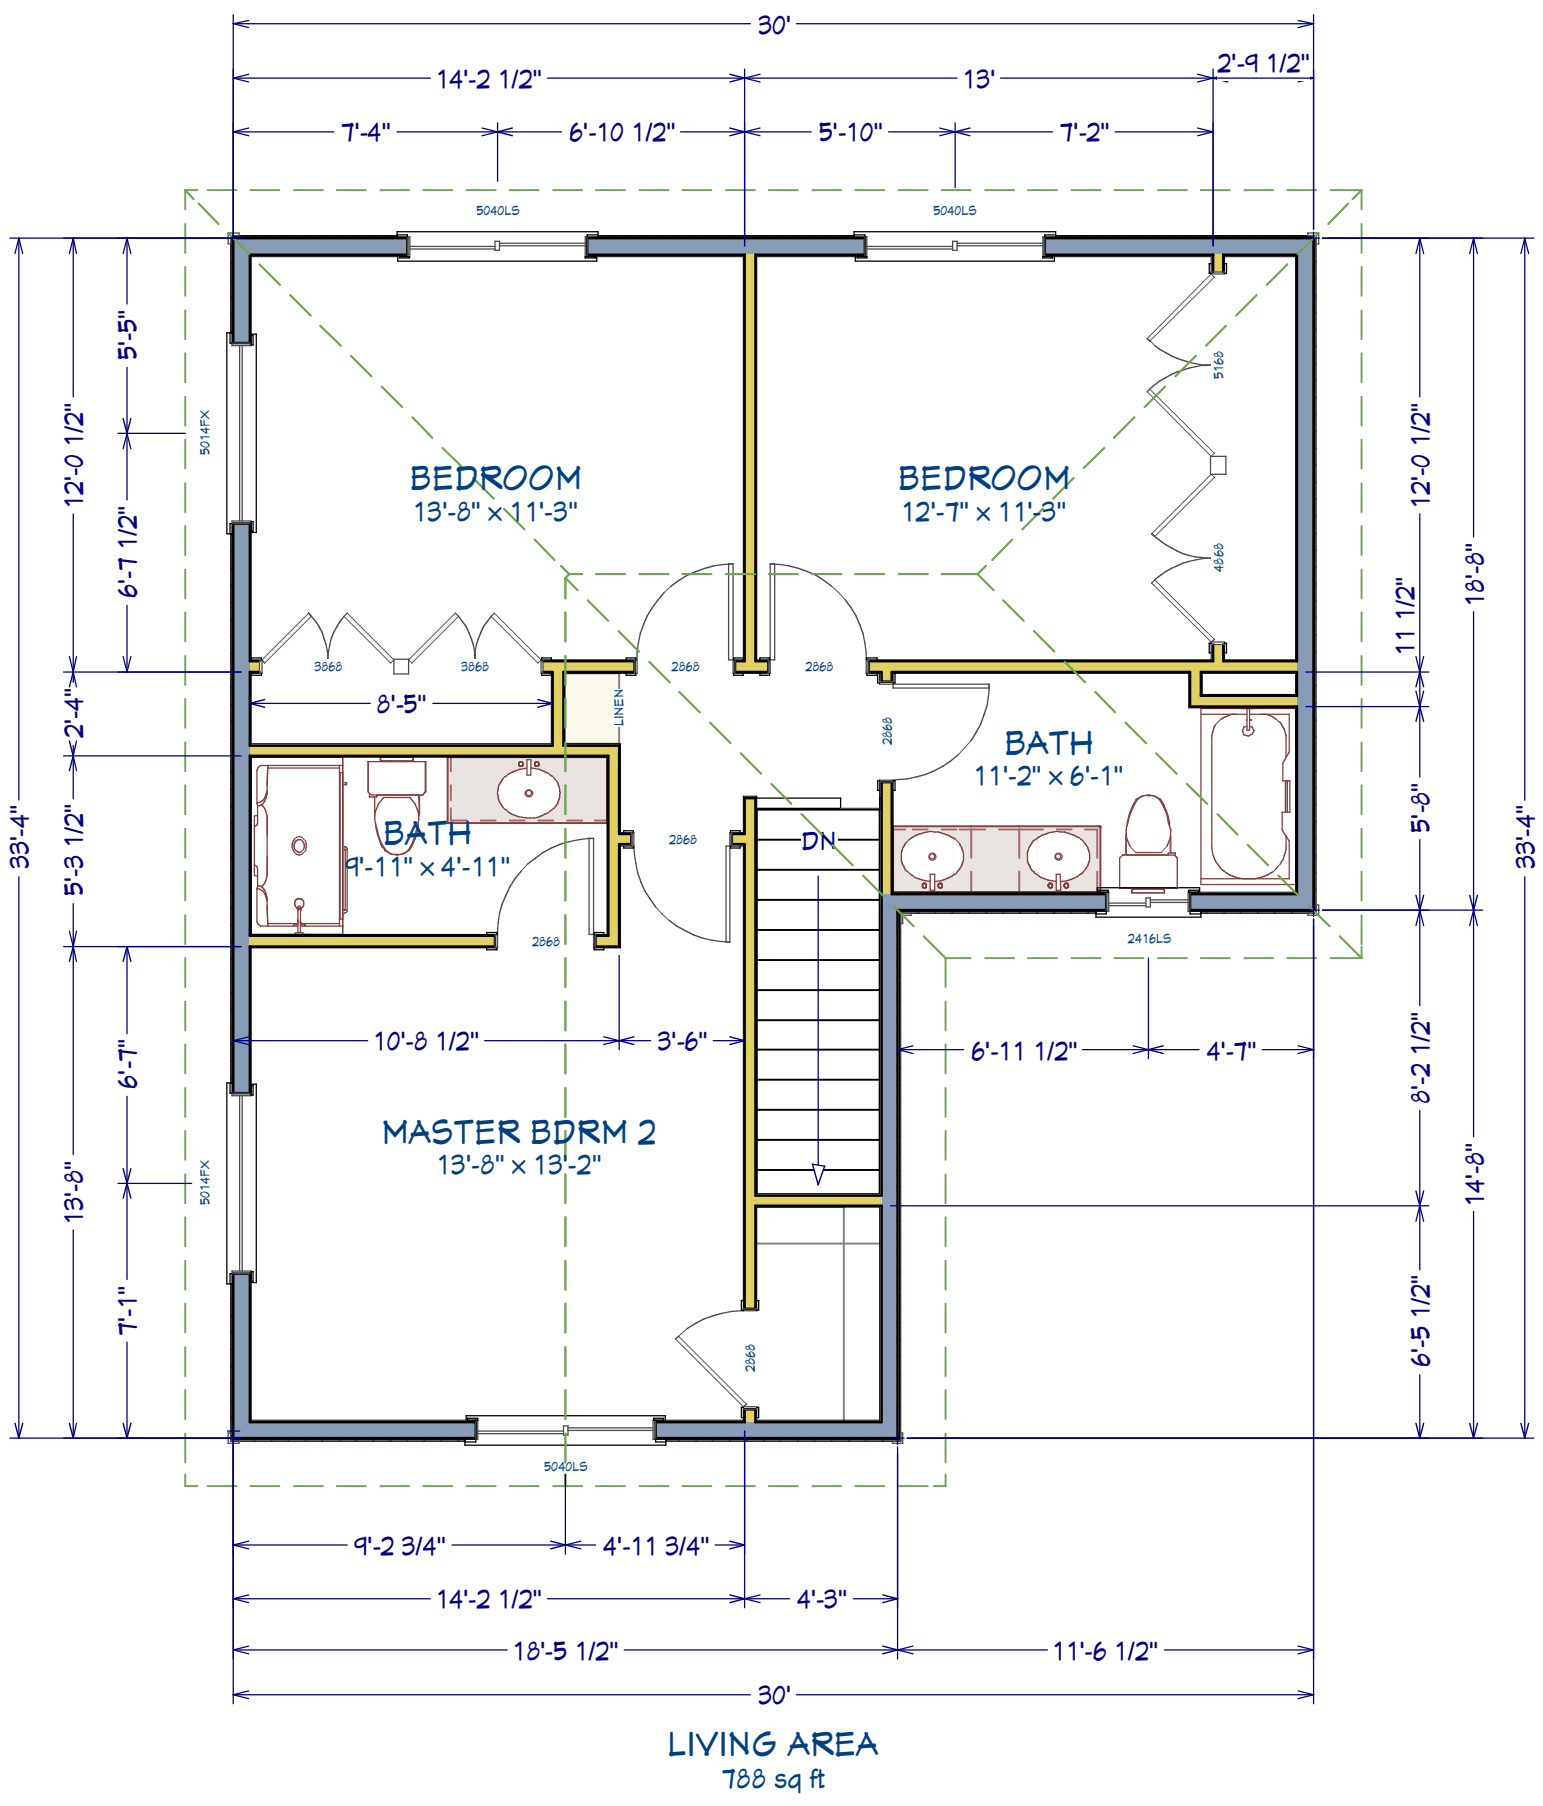 30'
14'-2 1/2"
13'
2'-9 1/2"
7'-4"
6'-10 1/2"
5'-10"
7'-2"
5040LS
5040LS
5'-5"
12'-0 1/2"
6'-7 1/2"
5014FX
BEDROOM
13'-8" x 11'-3"
BEDROOM
12'-7" x 11'-3"
5168
4868
12'-0 1/2"
18'-8"
11 1/2"
3868
3868
2868
2868
2'-4"
8'-5"
LINEN
2868
BATH
11'-2" x 6'-1"
33'-4"
5'-3 1/2"
BATH
9'-11" x 4'-11"
2868
DN
5'-8"
33'-4"
2868
2416LS
10'-8 1/2"
3'-6"
6'-11 1/2"
4'-7"
6'-7"
8'-2 1/2"
MASTER BDRM 2
13'-8" x 13'-2"
13'-8"
5014FX
14'-8"
7'-1"
2868
6'-5 1/2"
5040LS
9'-2 3/4"
4'-11 3/4"
14'-2 1/2"
4'-3"
18'-5 1/2"
11'-6 1/2"
30'
LIVING AREA
788 sq ft